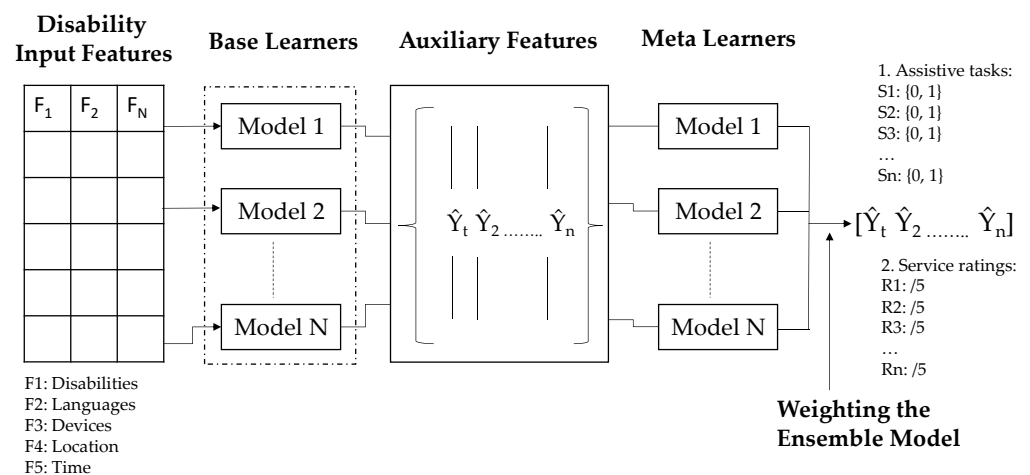 Disability
Input Features
Base Learners
Auxiliary Features
Meta Learners
F1 F2 FN
Model 1
Model 2
Model N
Ŷt Ŷ2 ........ Ŷn
Model 1
Model 2
Model N
1. Assistive tasks:
S1: {0, 1}
S2: {0, 1}
S3: {0, 1}
...
Sn: {0, 1}
[Ŷt Ŷ2 ........ Ŷn]
2. Service ratings:
R1: /5
R2: /5
R3: /5
...
Rn: /5
Weighting the
Ensemble Model
F1: Disabilities
F2: Languages
F3: Devices
F4: Location
F5: Time